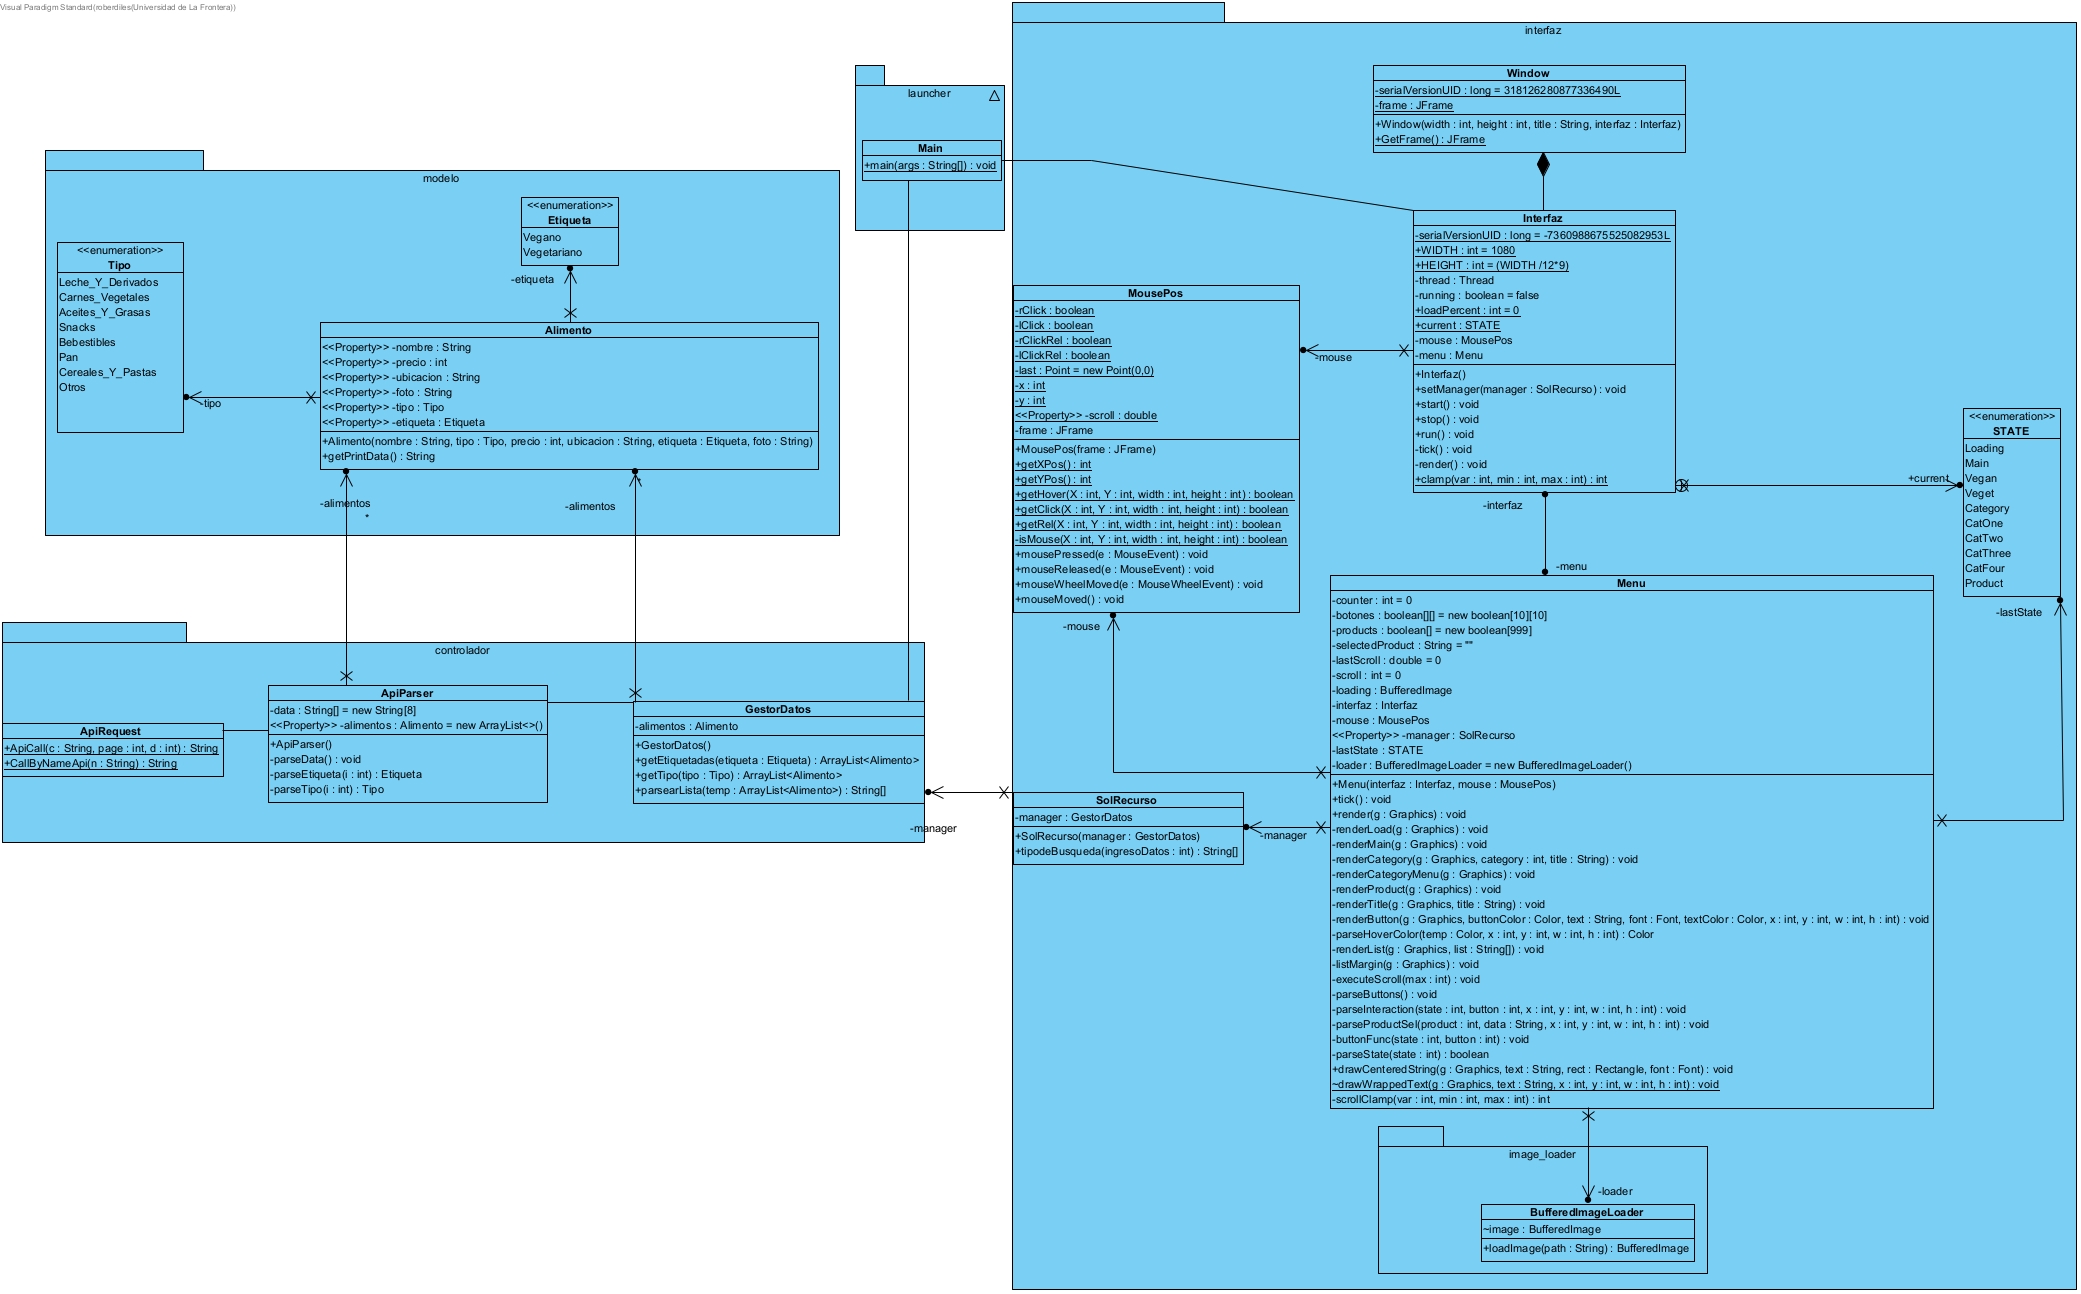 Visual Paradigm Standard(roberdiles(Universidad de La Frontera))
modelo
<<enumeration>>
Tipo
Leche_Y_Derivados
Carnes_Vegetales
Aceites_Y_Grasas
Snacks
Bebestibles
Pan
Cereales_Y_Pastas
Otros
<<enumeration>>
Etiqueta
Vegano
Vegetariano
-etiqueta
-tipo
Alimento
<<Property>> -nombre : String
<<Property>> -precio : int
<<Property>> -ubicacion : String
<<Property>> -foto : String
<<Property>> -tipo : Tipo
<<Property>> -etiqueta : Etiqueta
+Alimento(nombre : String, tipo : Tipo, precio : int, ubicacion : String, etiqueta : Etiqueta, foto : String)
+getPrintData() : String
-alimentos
*
-alimentos
*
controlador
ApiRequest
+ApiCall(c : String, page : int, d : int) : String
+CallByNameApi(n : String) : String
ApiParser
-data : String[] = new String[8]
<<Property>> -alimentos : Alimento = new ArrayList<>()
+ApiParser()
-parseData() : void
-parseEtiqueta(i : int) : Etiqueta
-parseTipo(i : int) : Tipo
GestorDatos
-alimentos : Alimento
+GestorDatos()
+getEtiquetadas(etiqueta : Etiqueta) : ArrayList<Alimento>
+getTipo(tipo : Tipo) : ArrayList<Alimento>
+parsearLista(temp : ArrayList<Alimento>) : String[]
-manager
launcher
Main
+main(args : String[]) : void
interfaz
Window
-serialVersionUID : long = 318126280877336490L
-frame : JFrame
+Window(width : int, height : int, title : String, interfaz : Interfaz)
+GetFrame() : JFrame
Interfaz
-serialVersionUID : long = -7360988675525082953L
+WIDTH : int = 1080
+HEIGHT : int = (WIDTH /12*9)
-thread : Thread
-running : boolean = false
+loadPercent : int = 0
+current : STATE
-mouse : MousePos
-menu : Menu
+Interfaz()
+setManager(manager : SolRecurso) : void
+start() : void
+stop() : void
+run() : void
-tick() : void
-render() : void
+clamp(var : int, min : int, max : int) : int
MousePos
-rClick : boolean
-lClick : boolean
-rClickRel : boolean
-lClickRel : boolean
-last : Point = new Point(0,0)
-x : int
-y : int
<<Property>> -scroll : double
-frame : JFrame
+MousePos(frame : JFrame)
+getXPos() : int
+getYPos() : int
+getHover(X : int, Y : int, width : int, height : int) : boolean
+getClick(X : int, Y : int, width : int, height : int) : boolean
+getRel(X : int, Y : int, width : int, height : int) : boolean
-isMouse(X : int, Y : int, width : int, height : int) : boolean
+mousePressed(e : MouseEvent) : void
+mouseReleased(e : MouseEvent) : void
+mouseWheelMoved(e : MouseWheelEvent) : void
+mouseMoved() : void
-mouse
-mouse
+current
<<enumeration>>
STATE
Loading
Main
Vegan
Veget
Category
CatOne
CatTwo
CatThree
CatFour
Product
-lastState
-interfaz
-menu
Menu
-counter : int = 0
-botones : boolean[][] = new boolean[10][10]
-products : boolean[] = new boolean[999]
-selectedProduct : String = ""
-lastScroll : double = 0
-scroll : int = 0
-loading : BufferedImage
-interfaz : Interfaz
-mouse : MousePos
<<Property>> -manager : SolRecurso
-lastState : STATE
-loader : BufferedImageLoader = new BufferedImageLoader()
+Menu(interfaz : Interfaz, mouse : MousePos)
+tick() : void
+render(g : Graphics) : void
-renderLoad(g : Graphics) : void
-renderMain(g : Graphics) : void
-renderCategory(g : Graphics, category : int, title : String) : void
-renderCategoryMenu(g : Graphics) : void
-renderProduct(g : Graphics) : void
-renderTitle(g : Graphics, title : String) : void
-renderButton(g : Graphics, buttonColor : Color, text : String, font : Font, textColor : Color, x : int, y : int, w : int, h : int) : void
-parseHoverColor(temp : Color, x : int, y : int, w : int, h : int) : Color
-renderList(g : Graphics, list : String[]) : void
-listMargin(g : Graphics) : void
-executeScroll(max : int) : void
-parseButtons() : void
-parseInteraction(state : int, button : int, x : int, y : int, w : int, h : int) : void
-parseProductSel(product : int, data : String, x : int, y : int, w : int, h : int) : void
-buttonFunc(state : int, button : int) : void
-parseState(state : int) : boolean
+drawCenteredString(g : Graphics, text : String, rect : Rectangle, font : Font) : void
~drawWrappedText(g : Graphics, text : String, x : int, y : int, w : int, h : int) : void
-scrollClamp(var : int, min : int, max : int) : int
SolRecurso
-manager : GestorDatos
+SolRecurso(manager : GestorDatos)
+tipodeBusqueda(ingresoDatos : int) : String[]
-manager
image_loader
-loader
BufferedImageLoader
~image : BufferedImage
+loadImage(path : String) : BufferedImage